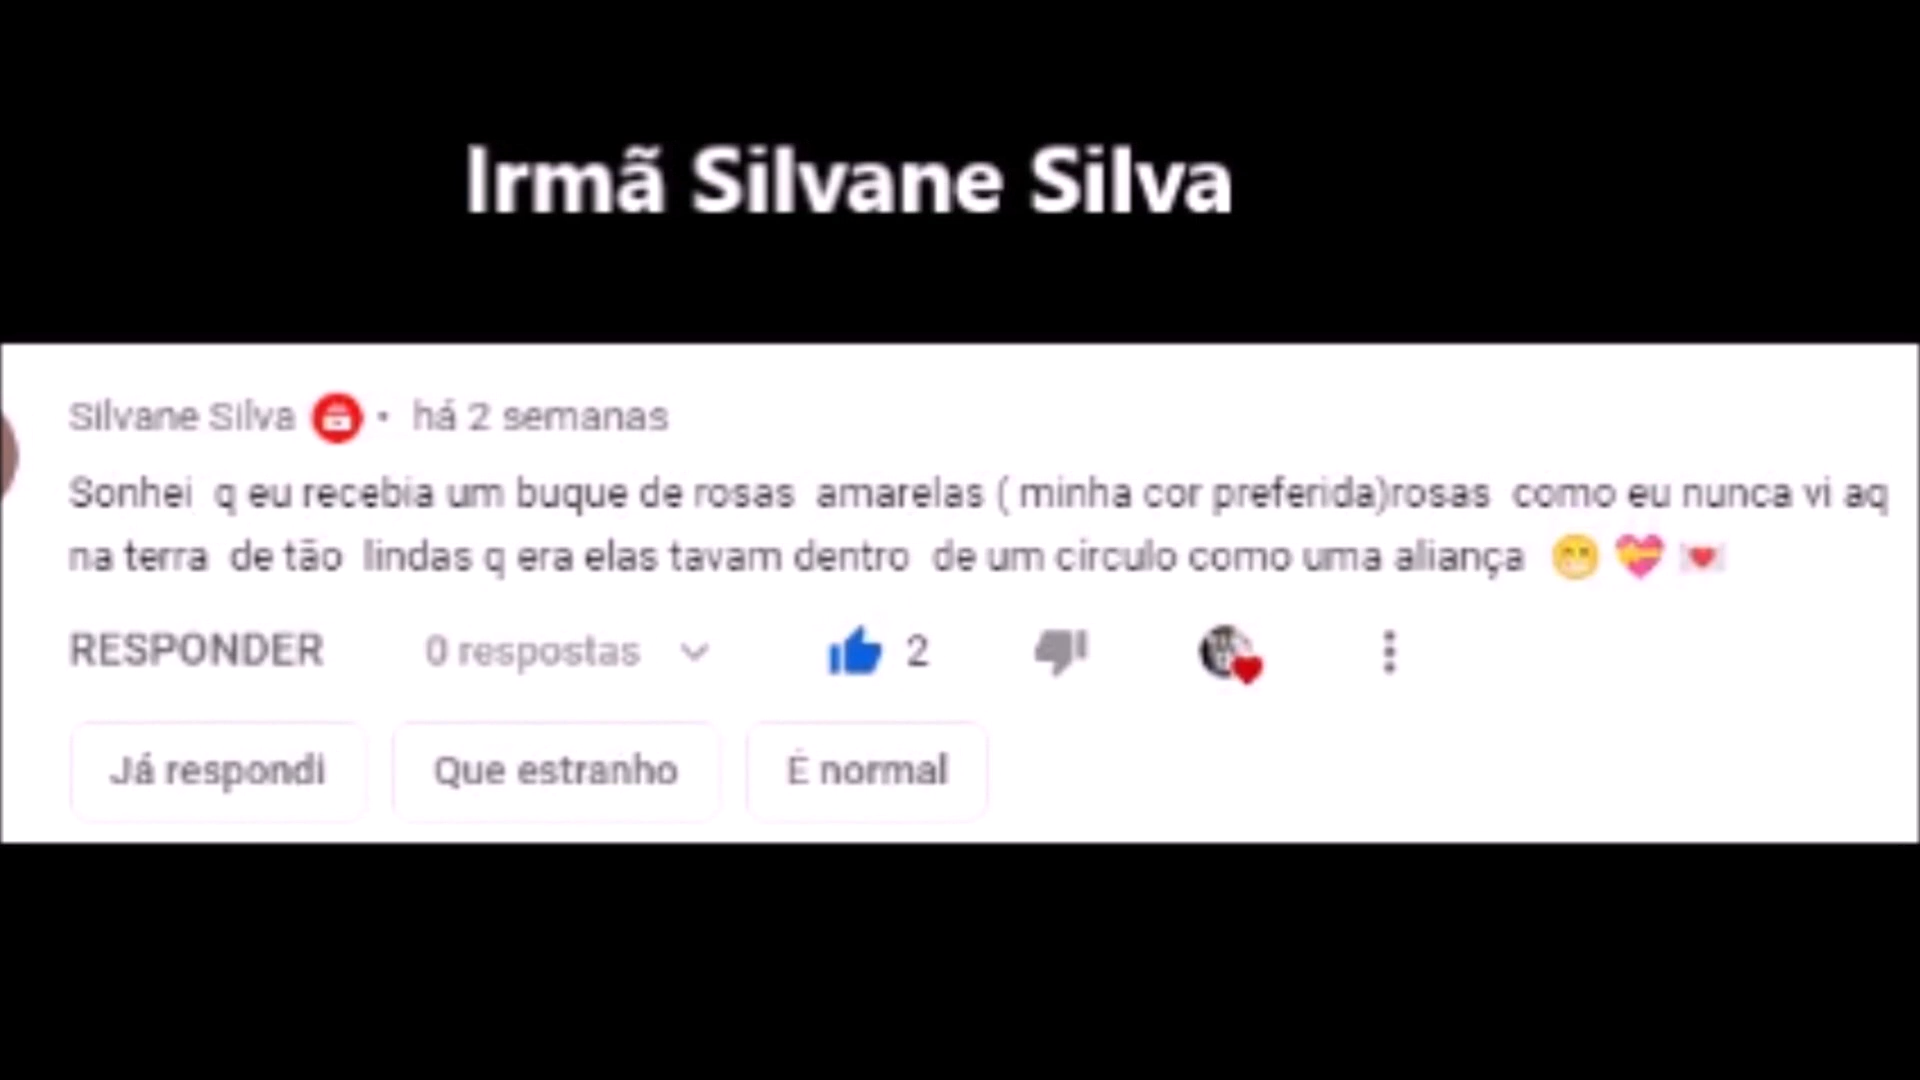 Irmã Silvane Silva
Silvane Silva • há 2 semanas
Sonhei q eu recebia um buque de rosas amarelas ( minha cor preferida)rosas como eu nunca vi aq
na terra de tão lindas q era elas tavam dentro de um circulo como uma aliança 😁 💝 💌
RESPONDER 0 respostas 2
Já respondi Que estranho É normal